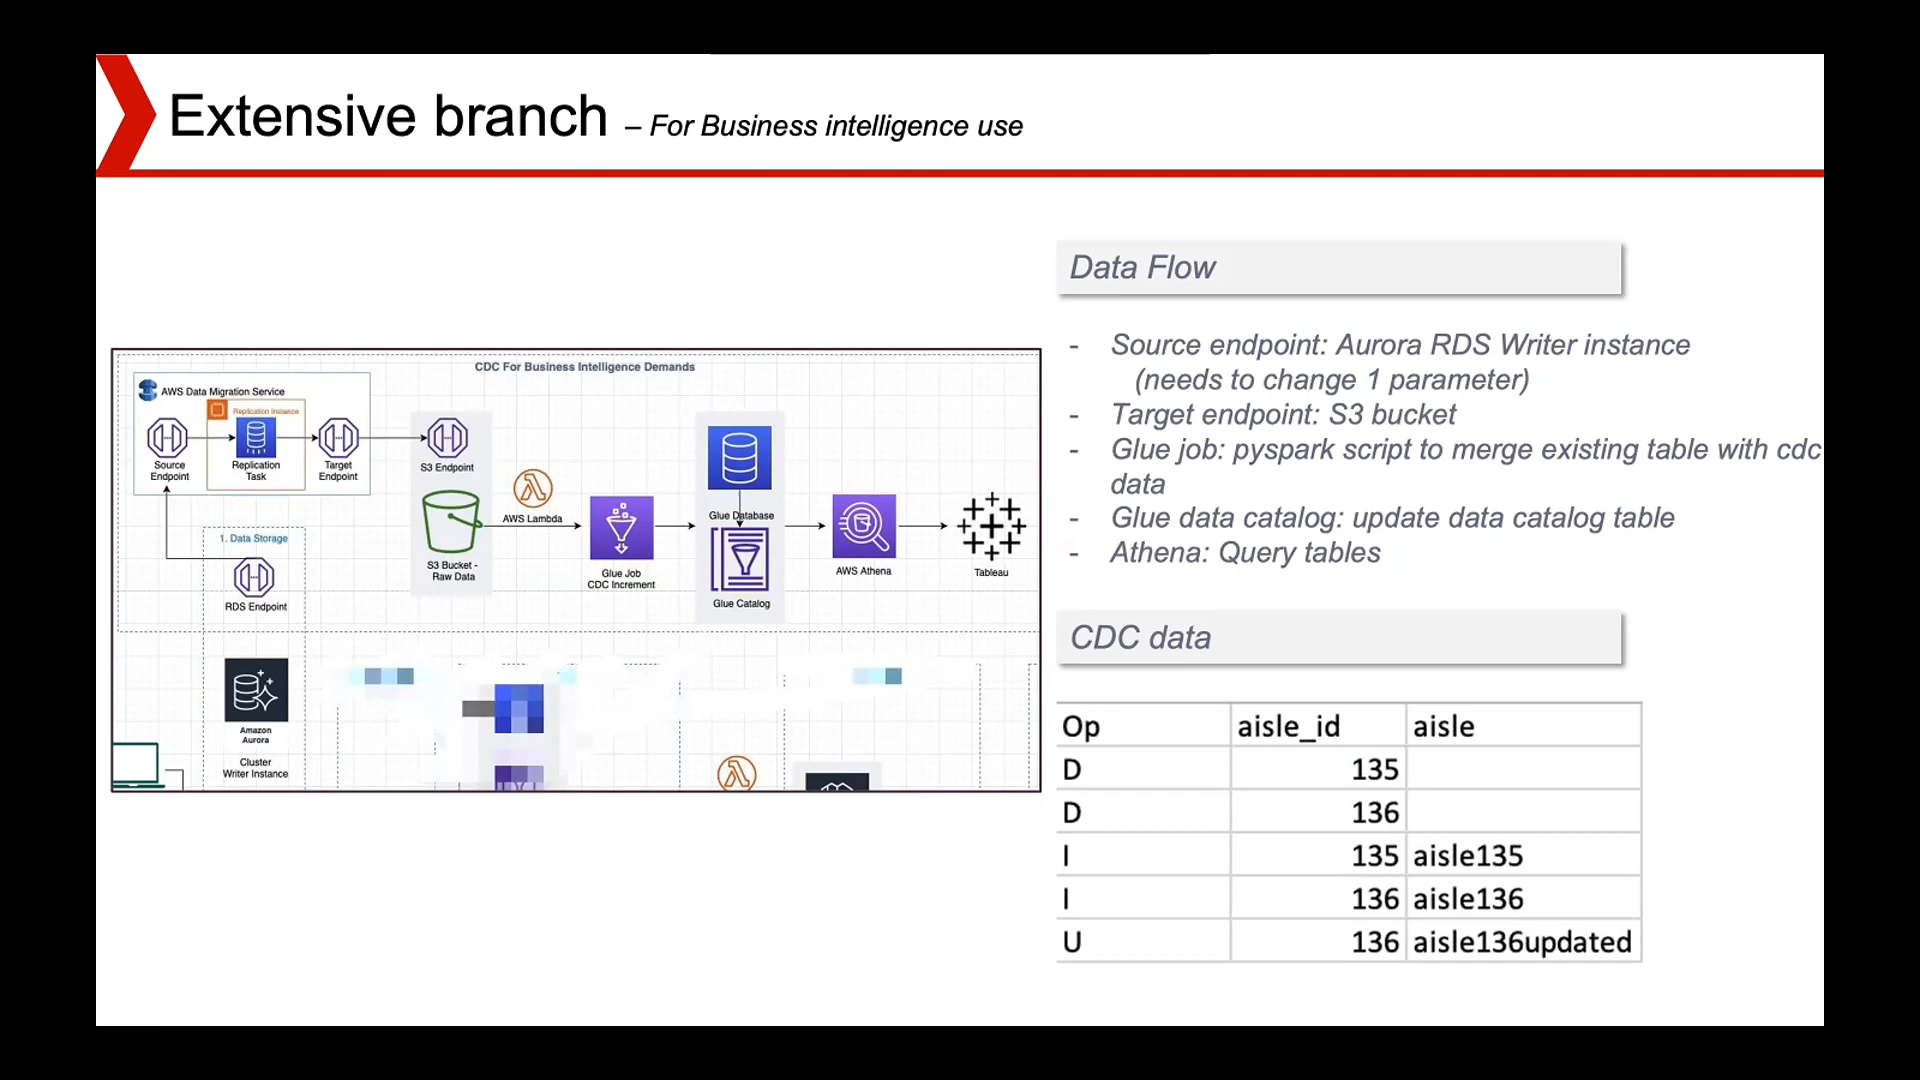 Extensive branch – For Business intelligence use
CDC For Business Intelligence Demands
AWS Data Migration Service
Replication Instance
Source
Endpoint
Replication
Task
Target
Endpoint
S3 Endpoint
AWS Lambda
S3 Bucket -
Raw Data
Glue Job
CDC Increment
Glue Database
Glue Catalog
AWS Athena
Tableau
1. Data Storage
RDS Endpoint
Amazon
Aurora
Cluster
Writer Instance
Data Flow
- Source endpoint: Aurora RDS Writer instance
(needs to change 1 parameter)
- Target endpoint: S3 bucket
- Glue job: pyspark script to merge existing table with cdc
data
- Glue data catalog: update data catalog table
- Athena: Query tables
CDC data
Op aisle_id aisle
D 135
D 136
I 135 aisle135
I 136 aisle136
U 136 aisle136updated